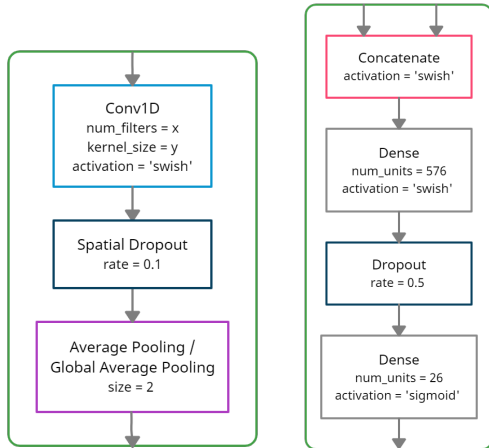 Conv1D
num_filters = x
kernel_size = y
activation = 'swish'
Spatial Dropout
rate = 0.1
Average Pooling /
Global Average Pooling
size = 2
Concatenate
activation = 'swish'
Dense
num_units = 576
activation = 'swish'
Dropout
rate = 0.5
Dense
num_units = 26
activation = 'sigmoid'